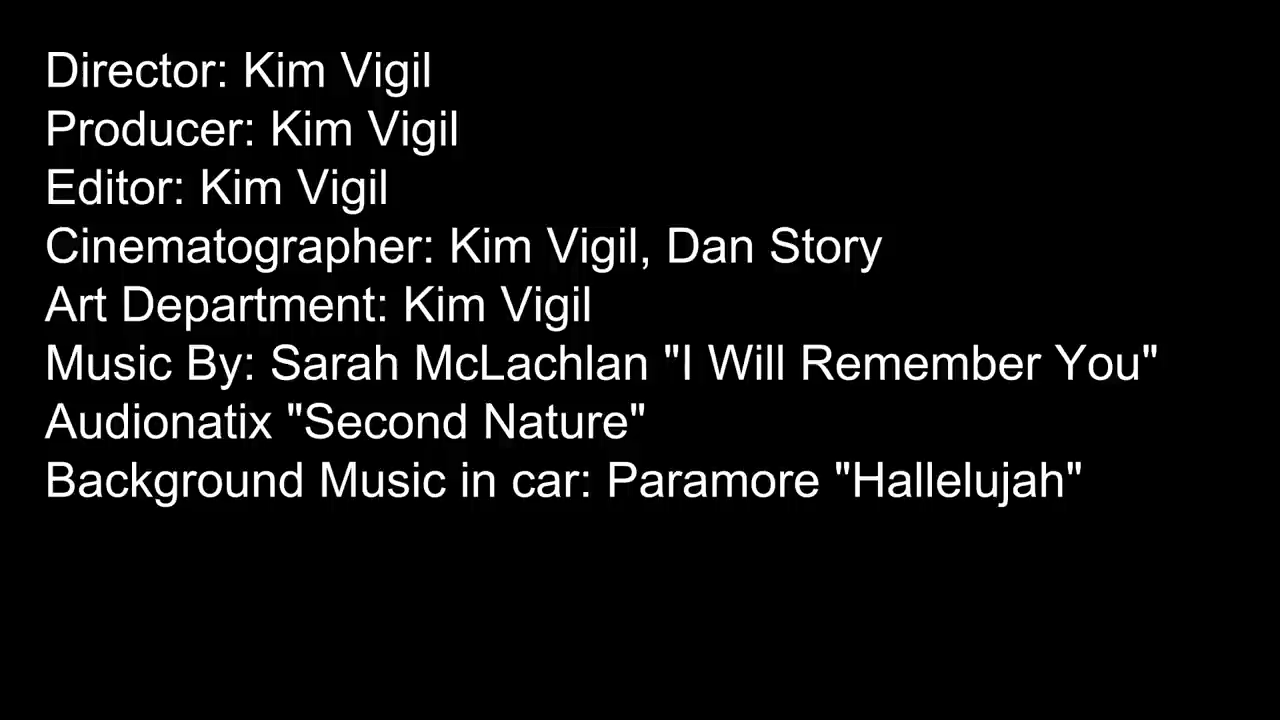 Director: Kim Vigil
Producer: Kim Vigil
Editor: Kim Vigil
Cinematographer: Kim Vigil, Dan Story
Art Department: Kim Vigil
Music By: Sarah McLachlan "I Will Remember You"
Audionatix "Second Nature"
Background Music in car: Paramore "Hallelujah"